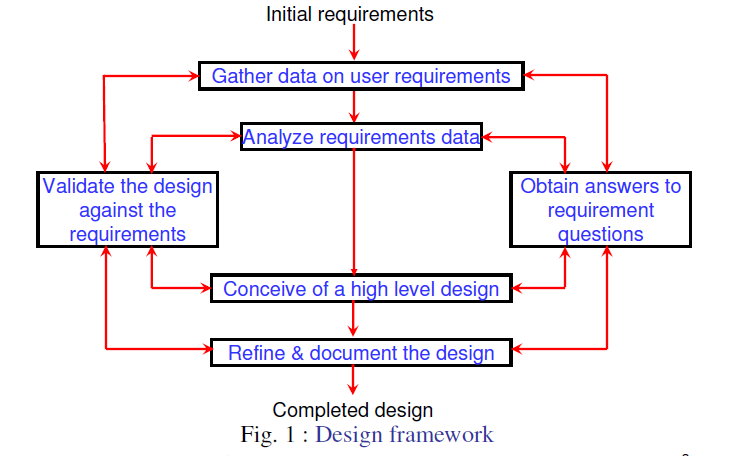 Initial requirements
Gather data on user requirements
Analyze requirements data
Validate the design
against the
requirements
Obtain answers to
requirement
questions
Conceive of a high level design
Refine & document the design
Completed design
Fig. 1 : Design framework